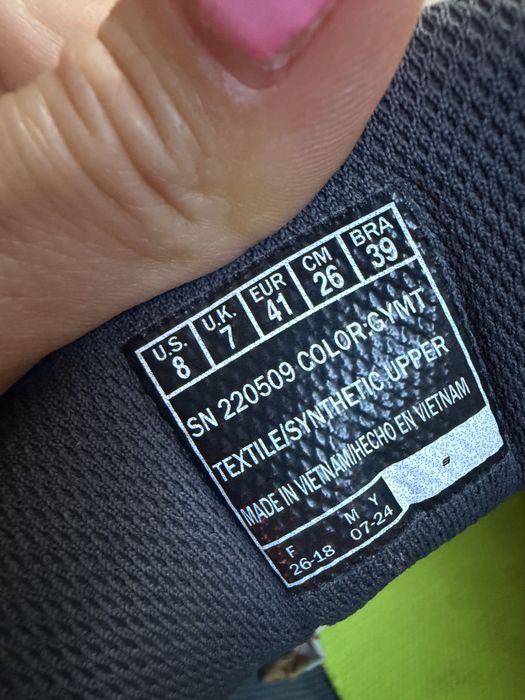 U.S. U.K. EUR CM BRA
8 7 41 26 39
SN 220509 COLOR:GYMT
TEXTILE/SYNTHETIC UPPER
MADE IN VIETNAM/HECHO EN VIETNAM
F M Y
26-18 07-24